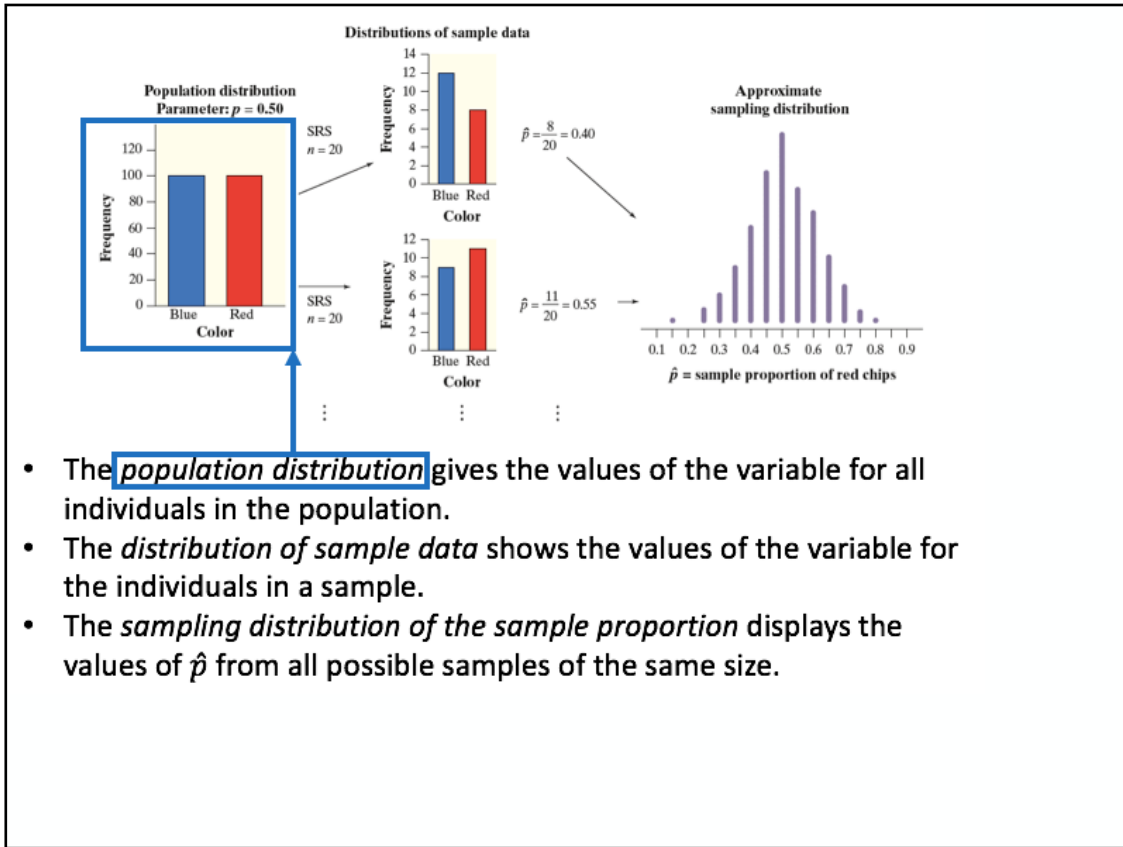 Distributions of sample data
Population distribution
Parameter: p = 0.50
Frequency
120
100
80
60
40
20
0
Blue Red
Color
SRS
n = 20
SRS
n = 20
Frequency
14
12
10
8
6
4
2
0
Blue Red
Color
p̂ = 8/20 = 0.40
Frequency
12
10
8
6
4
2
0
Blue Red
Color
p̂ = 11/20 = 0.55
Approximate
sampling distribution
0.1 0.2 0.3 0.4 0.5 0.6 0.7 0.8 0.9
p̂ = sample proportion of red chips
⋮ ⋮ ⋮
• The population distribution gives the values of the variable for all
individuals in the population.
• The distribution of sample data shows the values of the variable for
the individuals in a sample.
• The sampling distribution of the sample proportion displays the
values of p̂ from all possible samples of the same size.